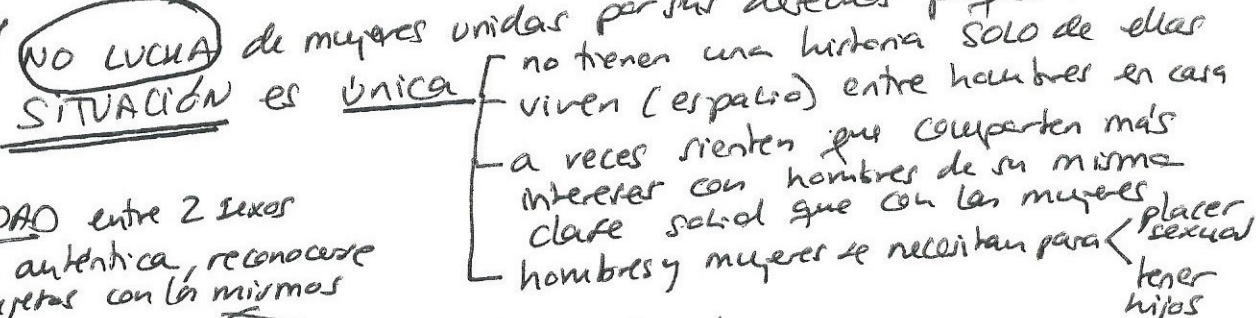 NO LUCHA de mujeres unidas por sus
SITUACIÓN es única
no tienen una historia SOLO de ellas
viven (espacio) entre hombres en casa
a veces sienten que comparten más
intereses con hombres de su misma
clase social que con las mujeres
hombres y mujeres se necesitan para
placer
sexual
tener
hijos
entre 2 sexos
auténtica, reconocerse
con los mismos